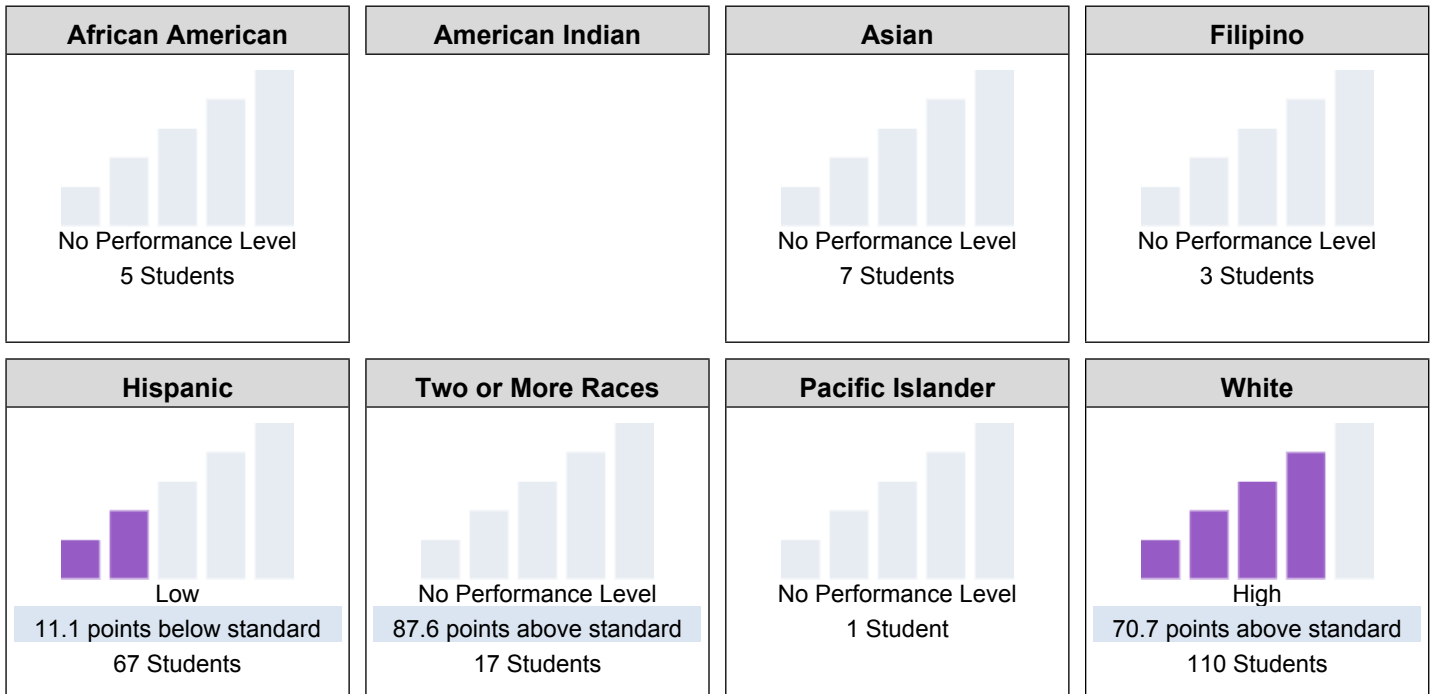 African American
No Performance Level
5 Students
American Indian
Asian
No Performance Level
7 Students
Filipino
No Performance Level
3 Students
Hispanic
Low
11.1 points below standard
67 Students
Two or More Races
No Performance Level
87.6 points above standard
17 Students
Pacific Islander
No Performance Level
1 Student
White
High
70.7 points above standard
110 Students